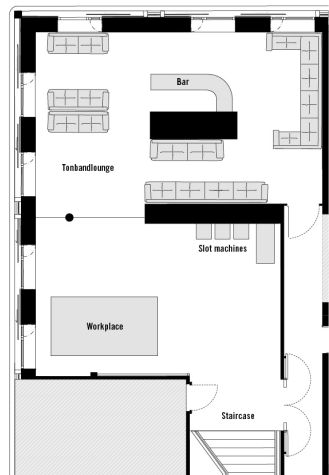 Bar
Tonbandlounge
Slot machines
Workplace
Staircase